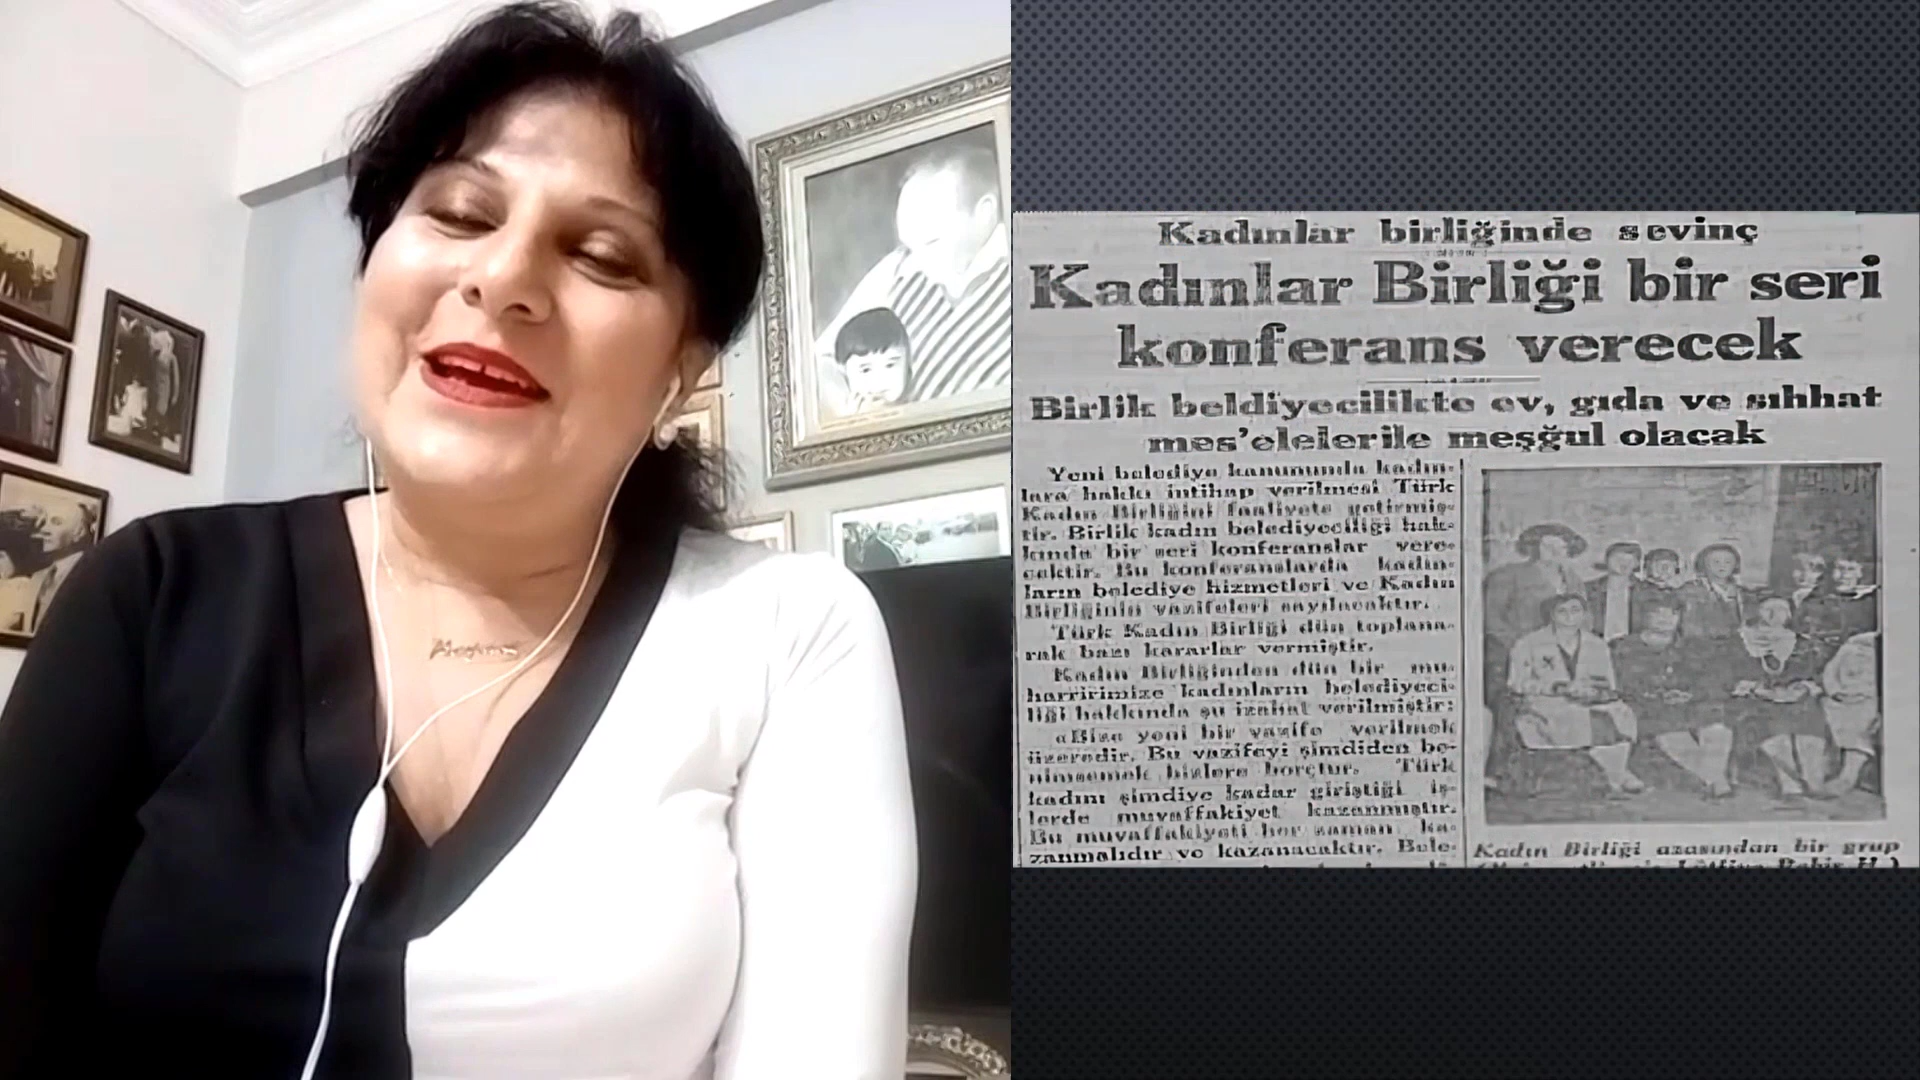 Kadınlar birliğinde sevinç
Kadınlar Birliği bir seri
konferans verecek
Birlik beldiyecilikte ev, gıda ve sıhhat
mes'elelerile meşğul olacak
Yeni belediye kanununda kadın-
lara hakkı intihap verilmesi Türk
Kadın Birliğini faaliyete getirmiş-
tir. Birlik kadın belediyeciliği hak-
kında bir seri konferanslar vere-
cektir. Bu konferanslarda kadın-
ların belediye hizmetleri ve Kadın
Birliğinin vazifeleri sayılacaktır.
Türk Kadın Birliği dün toplana-
rak bazı kararlar vermiştir.
Kadın Birliğinden dün bir mu-
harririmize kadınların belediyeci-
liği hakkında şu izahat verilmiştir:
«Bize yeni bir vazife verilmek
üzeredir. Bu vazifeyi şimdiden be-
nimsemek bizlere borçtur. Türk
kadını şimdiye kadar giriştiği iş-
lerde muvaffakiyet kazanmıştır.
Bu muvaffakiyeti her zaman ka-
zanmalıdır ve kazanacaktır. Bele-
Kadın Birliği azasından bir grup